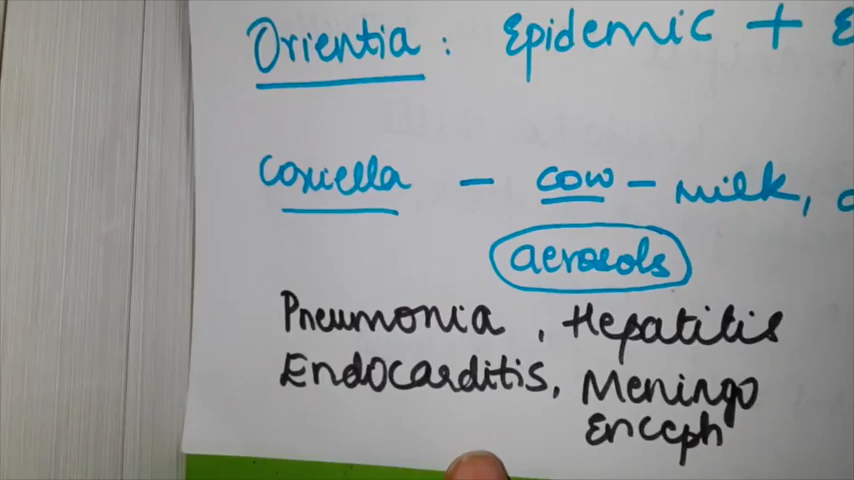 Orientia : Epidemic + E
Coxiella - cow - milk,
aerosols
Pneumonia, Hepatitis
Endocarditis, Meningo
Enceph